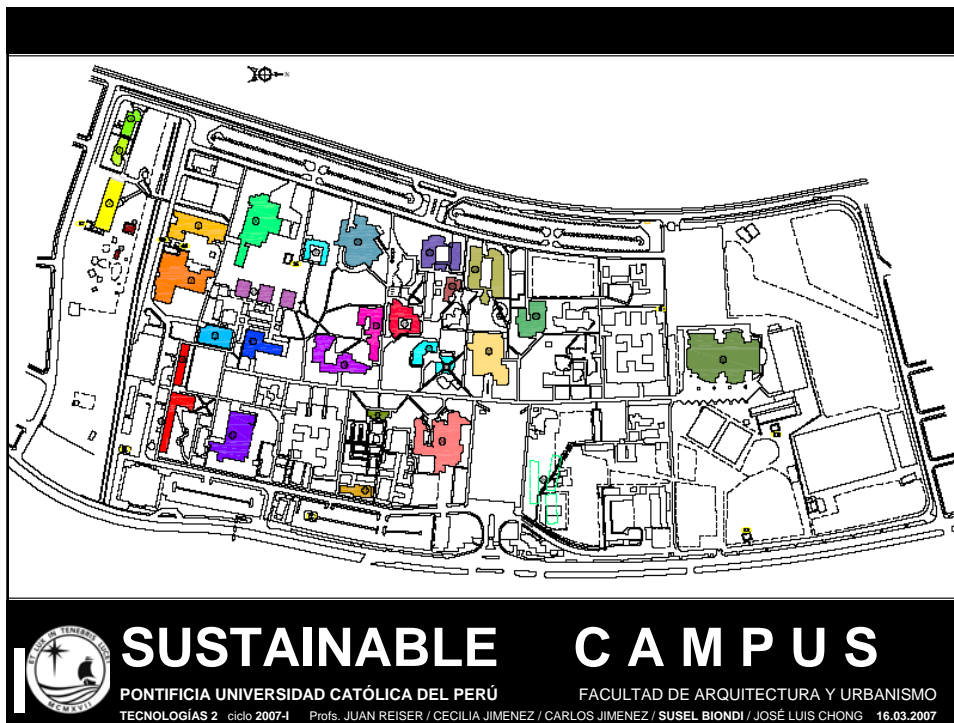 N
SUSTAINABLE CAMPUS
ET LUX IN TENEBRIS LUCET
MCMXVII
PONTIFICIA UNIVERSIDAD CATÓLICA DEL PERÚ FACULTAD DE ARQUITECTURA Y URBANISMO
TECNOLOGÍAS 2 ciclo 2007-I Profs. JUAN REISER / CECILIA JIMENEZ / CARLOS JIMENEZ / SUSEL BIONDI / JOSÉ LUIS CHONG 16.03.2007